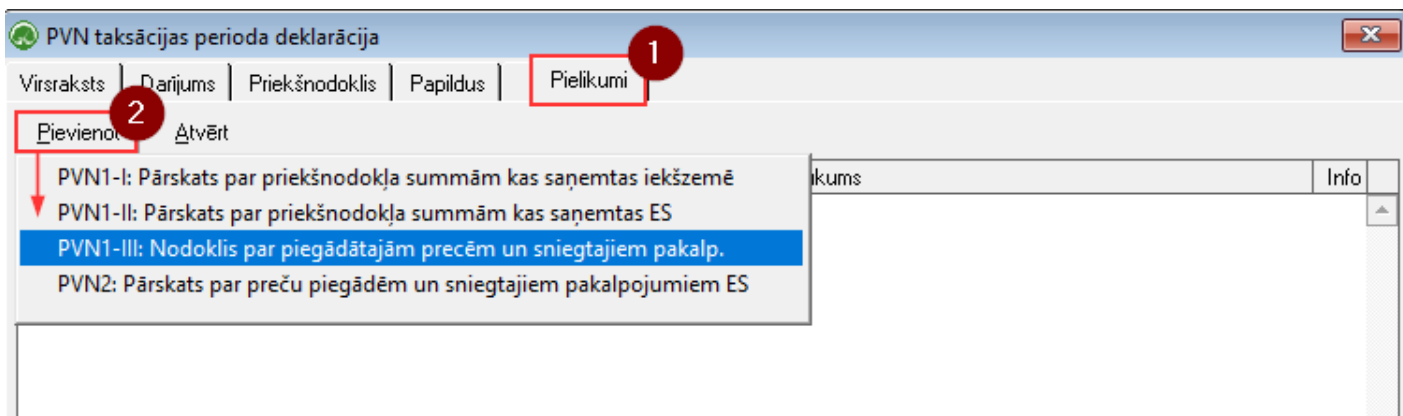 PVN taksācijas perioda deklarācija
1
Virsraksts Darījums Priekšnodoklis Papildus Pielikumi
2
Atvērt
PVN1-I: Pārskats par priekšnodokļa summām kas saņemtas iekšzemē
Info
PVN1-II: Pārskats par priekšnodokļa summām kas saņemtas ES
PVN1-III: Nodoklis par piegādātajām precēm un sniegtajiem pakalp.
PVN2: Pārskats par preču piegādēm un sniegtajiem pakalpojumiem ES